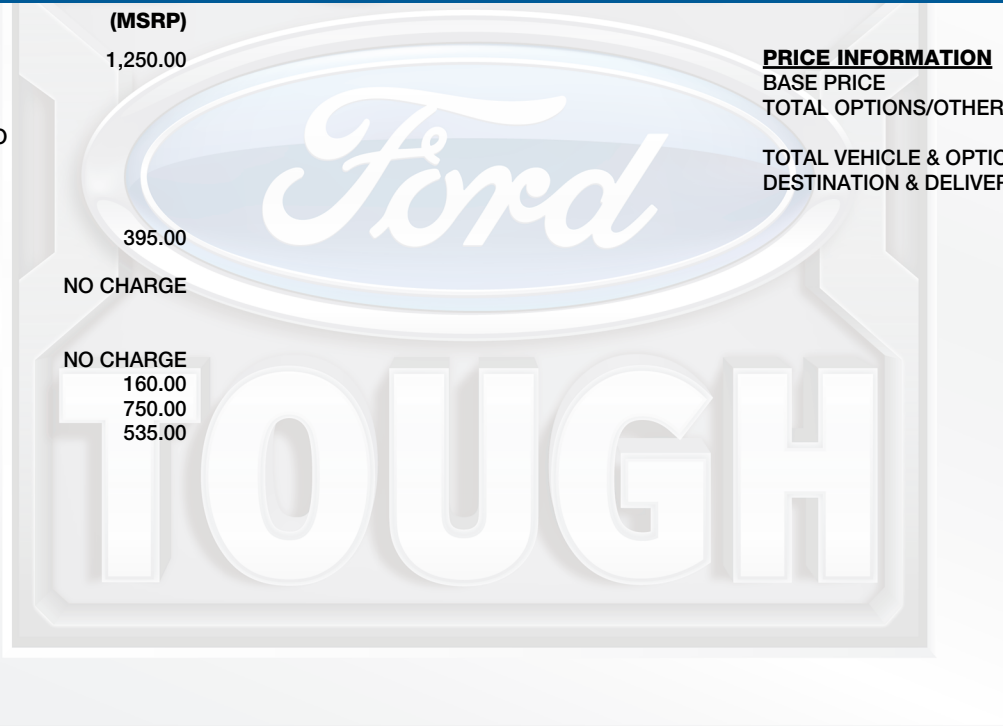 (MSRP)
1,250.00
395.00
NO CHARGE
NO CHARGE
160.00
750.00
535.00
PRICE INFORMATION
BASE PRICE
TOTAL OPTIONS/OTHER
TOTAL VEHICLE & OPTIO
DESTINATION & DELIVER
Ford
TOUGH